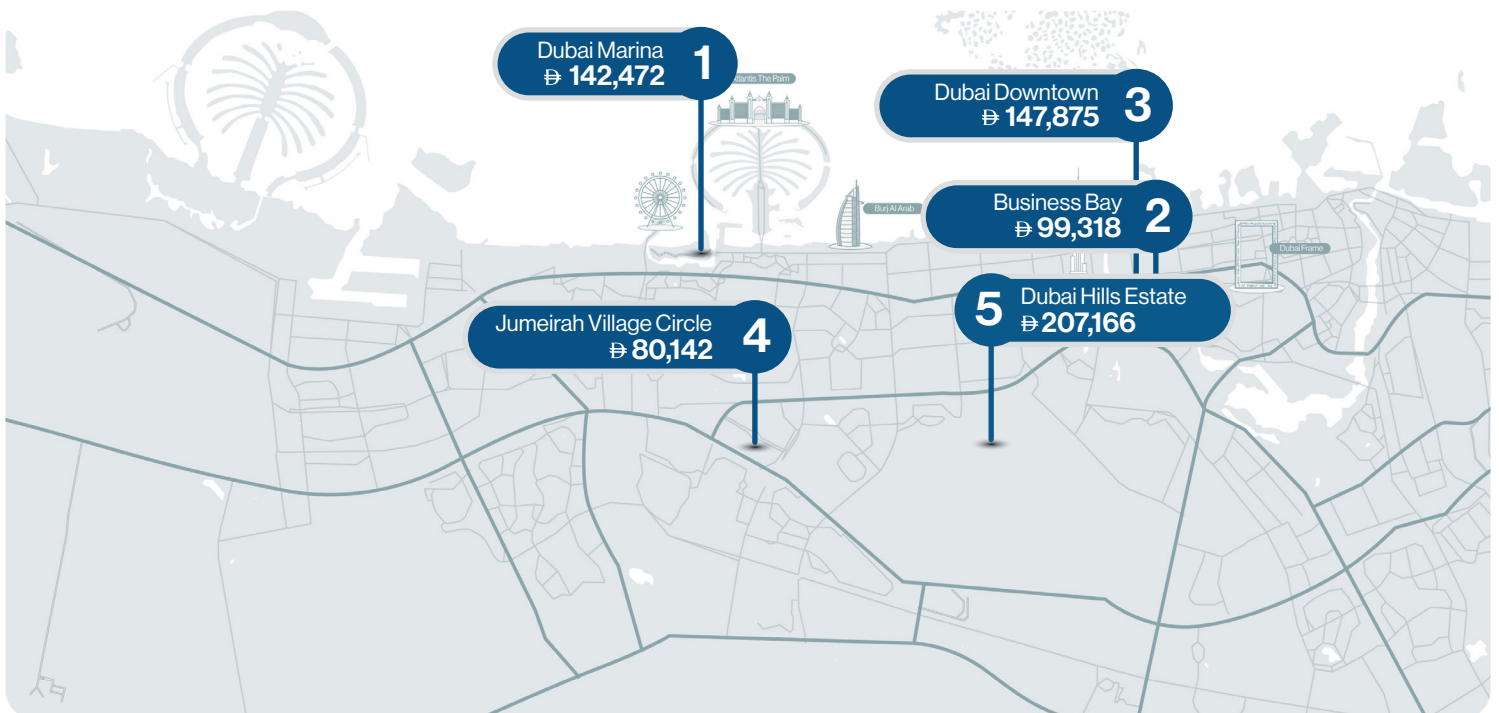 Dubai Marina
142,472
1
Atlantis The Palm
Dubai Downtown
147,875
3
Burj Al Arab
Business Bay
99,318
2
Dubai Frame
Jumeirah Village Circle
80,142
4
5
Dubai Hills Estate
207,166